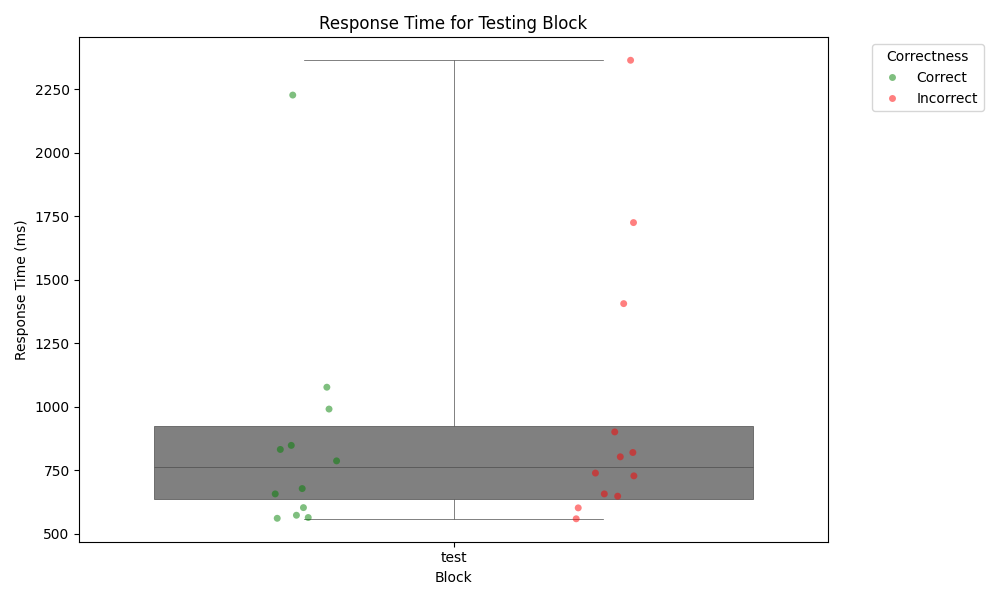 Response Time for Testing Block
Correctness
Correct
Incorrect
Response Time (ms)
2250
2000
1750
1500
1250
1000
750
500
test
Block